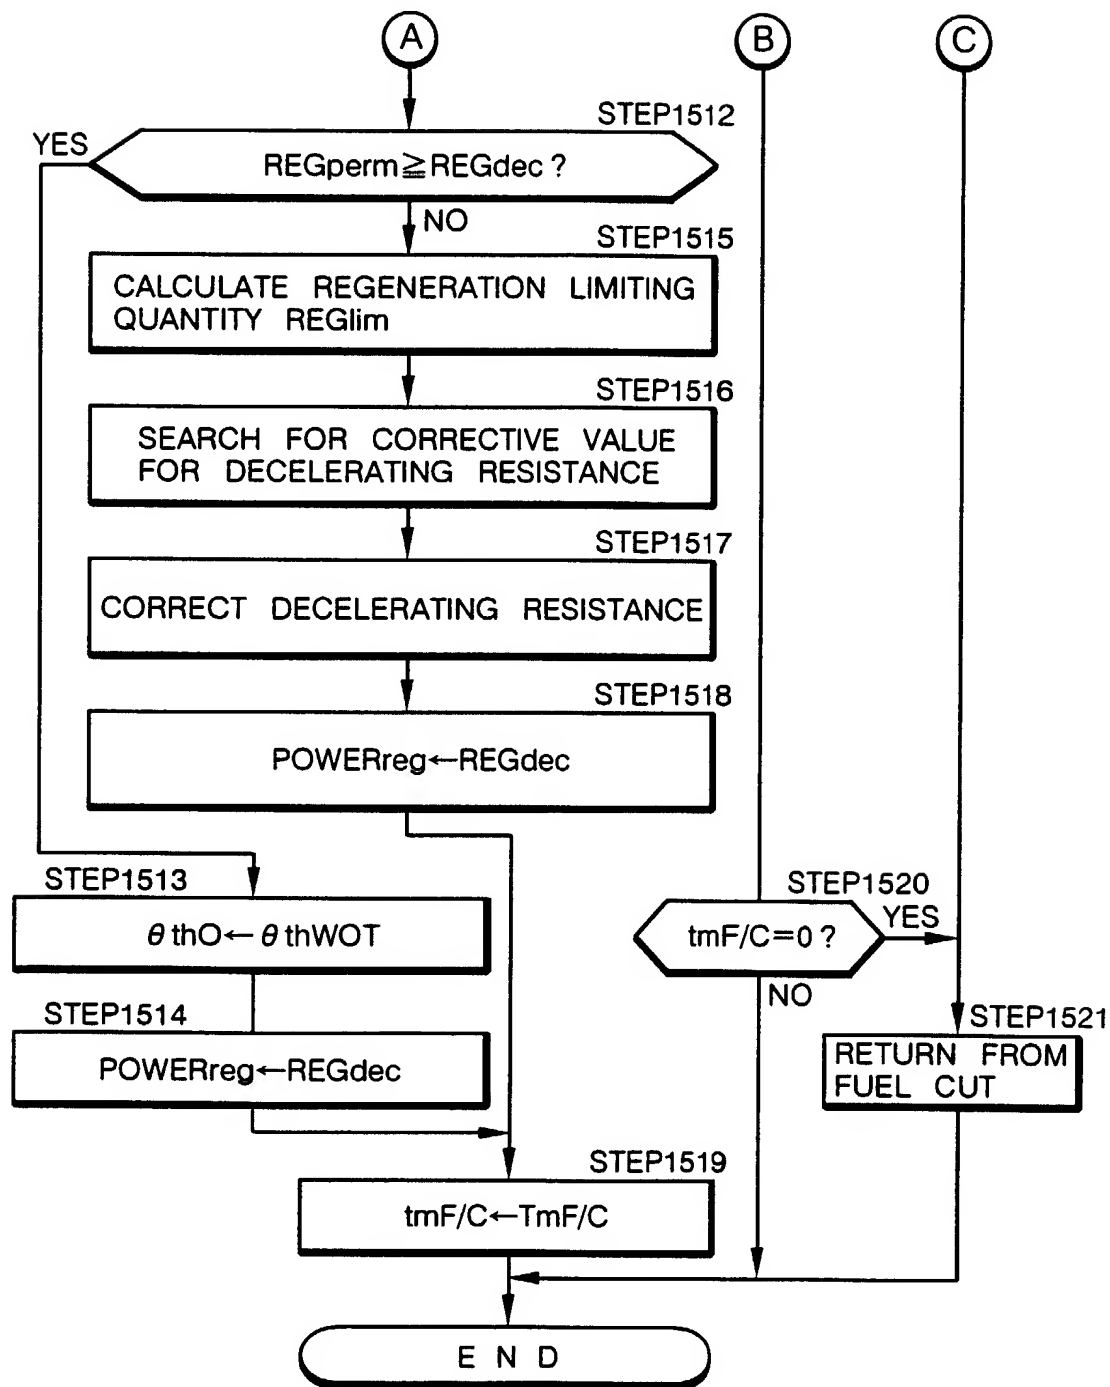 A
B
C
STEP1512
YES
REGperm≧REGdec ?
NO
STEP1515
CALCULATE REGENERATION LIMITING
QUANTITY REGlim
STEP1516
SEARCH FOR CORRECTIVE VALUE
FOR DECELERATING RESISTANCE
STEP1517
CORRECT DECELERATING RESISTANCE
STEP1518
POWERreg←REGdec
STEP1513
θ thO← θ thWOT
STEP1514
POWERreg←REGdec
STEP1520
YES
tmF/C=0 ?
NO
STEP1521
RETURN FROM
FUEL CUT
STEP1519
tmF/C←TmF/C
E N D